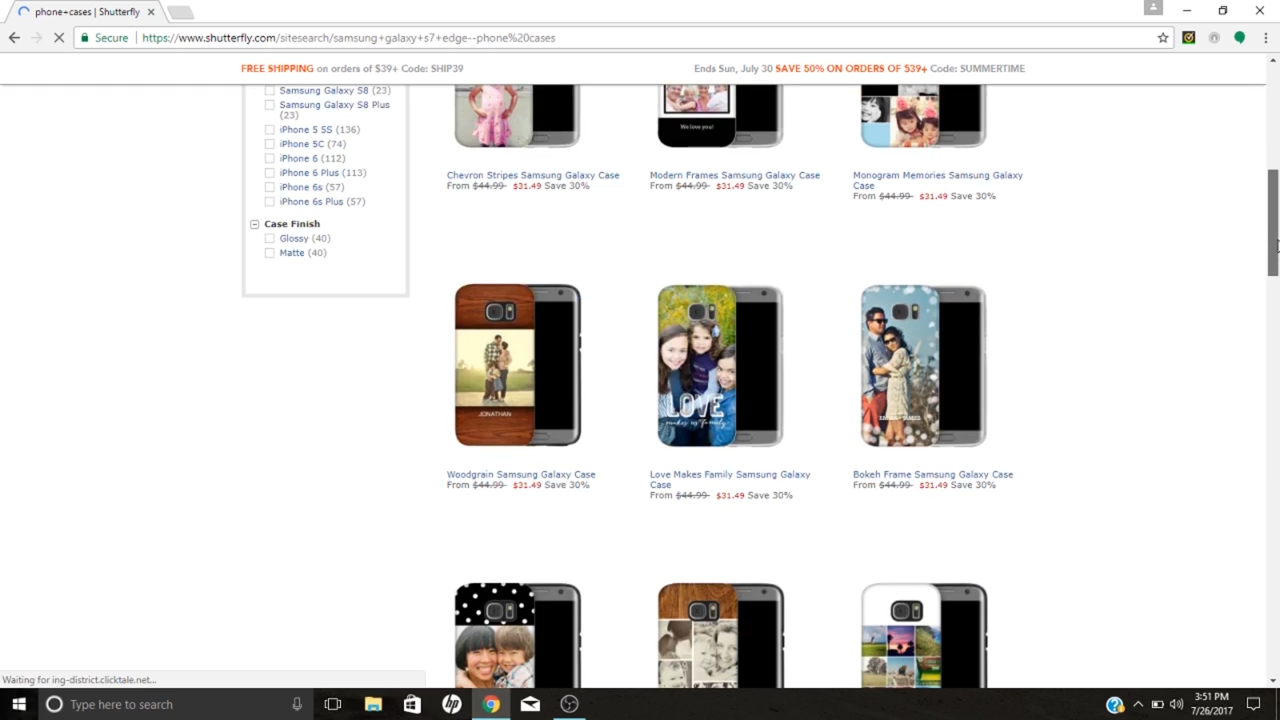 phone+cases | Shutterfly
Secure https://www.shutterfly.com/sitesearch/samsung+galaxy+s7+edge--phone%20cases
FREE SHIPPING on orders of $39+ Code: SHIP39
Ends Sun, July 30 SAVE 50% ON ORDERS OF $39+ Code: SUMMERTIME
Samsung Galaxy S8 (23)
Samsung Galaxy S8 Plus
(23)
iPhone 5 5S (136)
iPhone 5C (74)
iPhone 6 (112)
iPhone 6 Plus (113)
iPhone 6s (57)
iPhone 6s Plus (57)
Case Finish
Glossy (40)
Matte (40)
We love you!
Chevron Stripes Samsung Galaxy Case
From $44.99 $31.49 Save 30%
Modern Frames Samsung Galaxy Case
From $44.99 $31.49 Save 30%
Monogram Memories Samsung Galaxy
Case
From $44.99 $31.49 Save 30%
JONATHAN
LOVE
makes us family
Woodgrain Samsung Galaxy Case
From $44.99 $31.49 Save 30%
Love Makes Family Samsung Galaxy
Case
From $44.99 $31.49 Save 30%
Bokeh Frame Samsung Galaxy Case
From $44.99 $31.49 Save 30%
Waiting for ing-district.clicktale.net...
Type here to search
hp
3:51 PM
7/26/2017